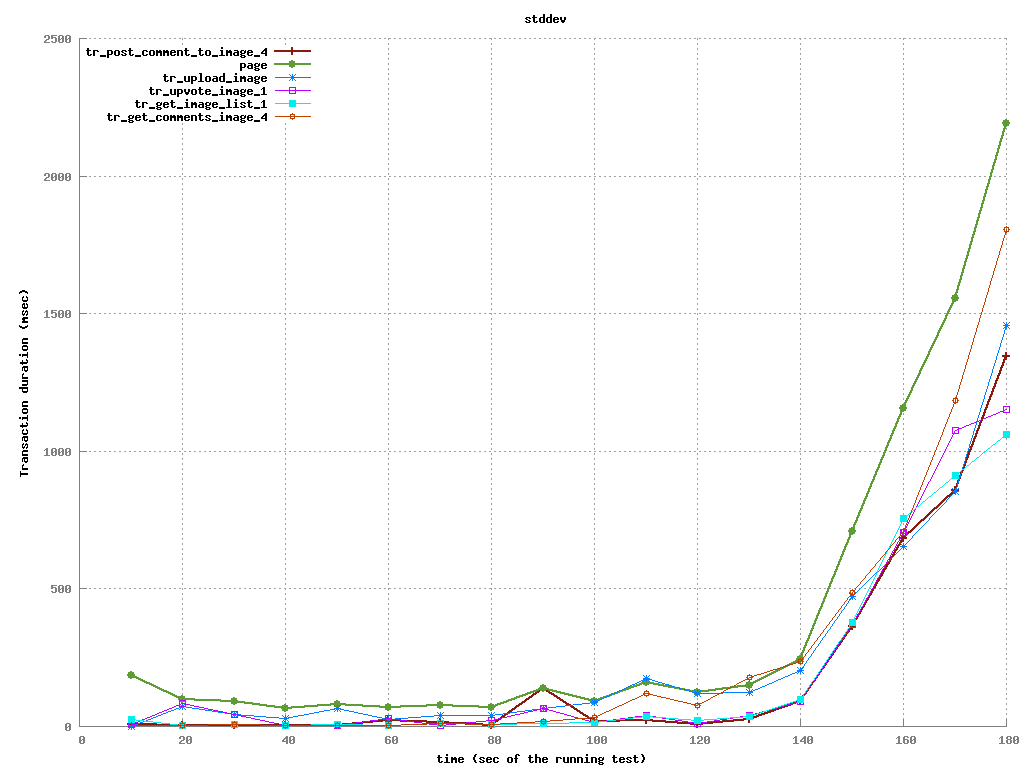 stddev
2500
2000
1500
1000
500
0
tr_post_comment_to_image_4
page
tr_upload_image
tr_upvote_image_1
tr_get_image_list_1
tr_get_comments_image_4
Transaction duration (msec)
0 20 40 60 80 100 120 140 160 180
time (sec of the running test)